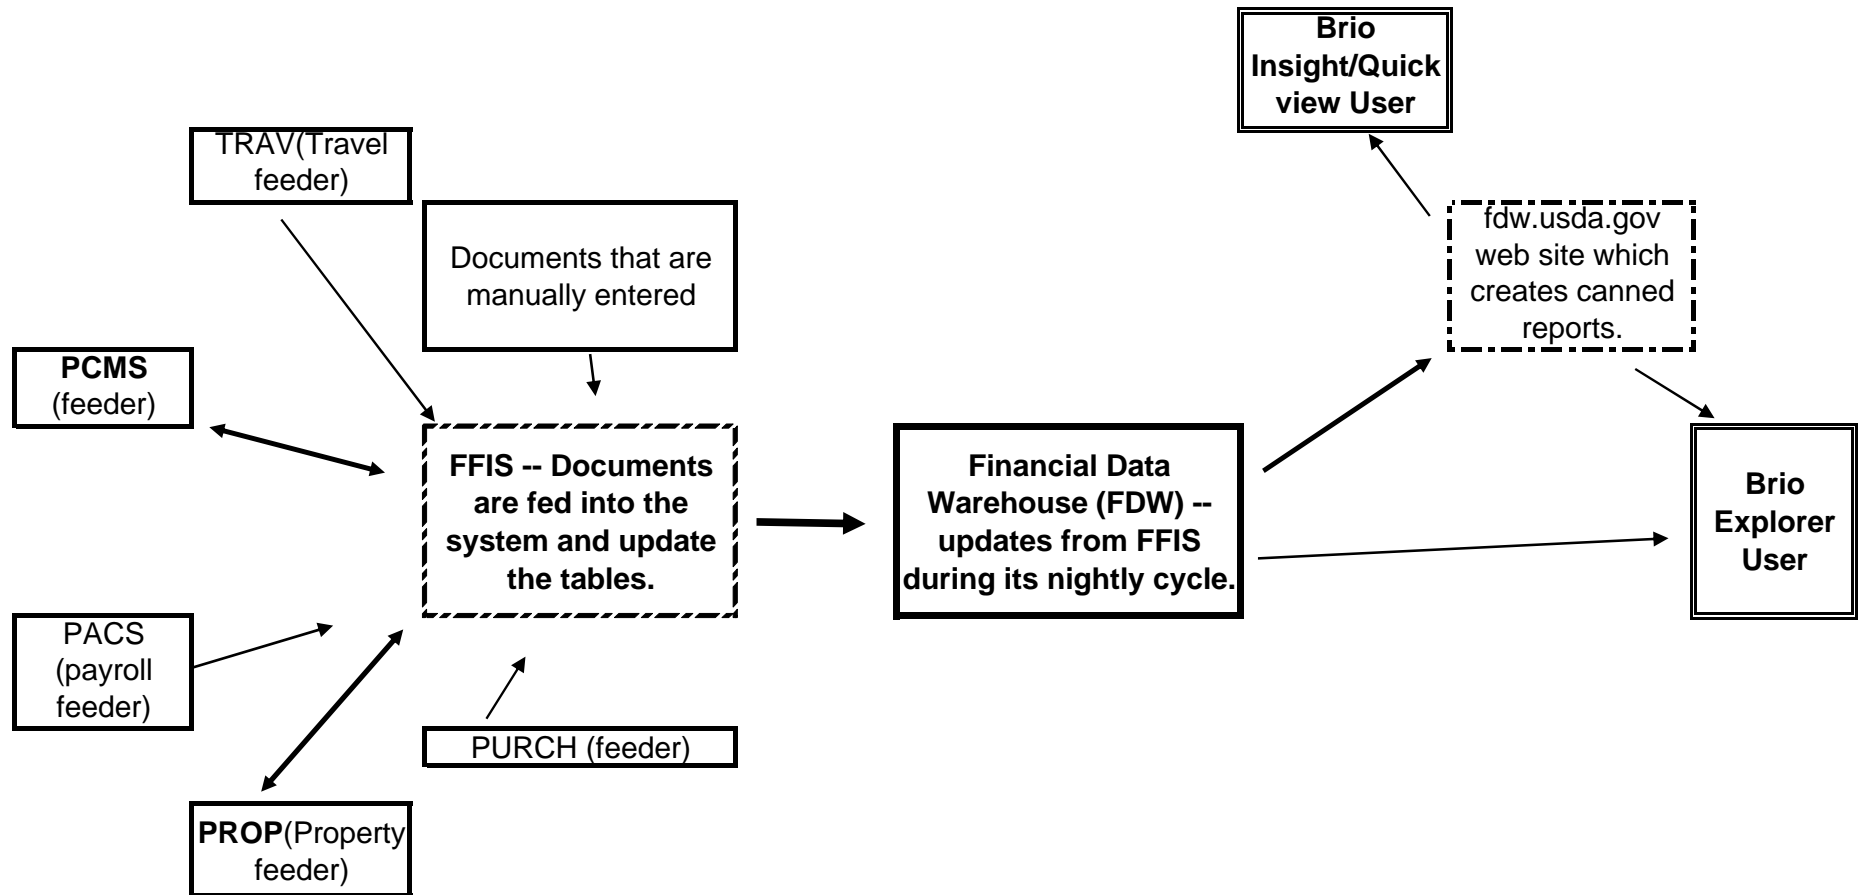 Brio
Insight/Quick
view User
TRAV(Travel
feeder)
Documents that are
manually entered
fdw.usda.gov
web site which
creates canned
reports.
PCMS
(feeder)
FFIS -- Documents
are fed into the
system and update
the tables.
Financial Data
Warehouse (FDW) --
updates from FFIS
during its nightly cycle.
Brio
Explorer
User
PACS
(payroll
feeder)
PURCH (feeder)
PROP(Property
feeder)